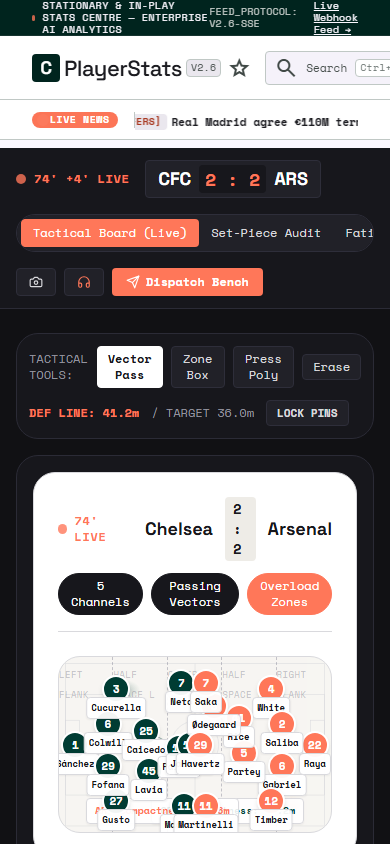 STATIONARY & IN-PLAY
STATS CENTRE — ENTERPRISE
AI ANALYTICS
FEED_PROTOCOL:
V2.6-SSE
Live
Webhook
Feed →
C PlayerStats V2.6
Search Ctrl+
LIVE NEWS
ERS] Real Madrid agree €110M ter
74' +4' LIVE
CFC 2 : 2 ARS
Tactical Board (Live) Set-Piece Audit Fati
Dispatch Bench
TACTICAL
TOOLS:
Vector
Pass
Zone
Box
Press
Poly
Erase
DEF LINE: 41.2m / TARGET 36.0m LOCK PINS
74'
LIVE
Chelsea 2 : 2 Arsenal
5
Channels
Passing
Vectors
Overload
Zones
LEFT HALF HALF RIGHT
FLANK SPACE
3 7 7 4
Cucurella Neto Saka White
6 25 Ødegaard 2
Colwill Caicedo Rice Saliba
1 29 5 22
Sánchez Havertz Partey Raya
29 45 6
Fofana Lavia Gabriel
27 11 11 12
Gusto Martinelli Timber